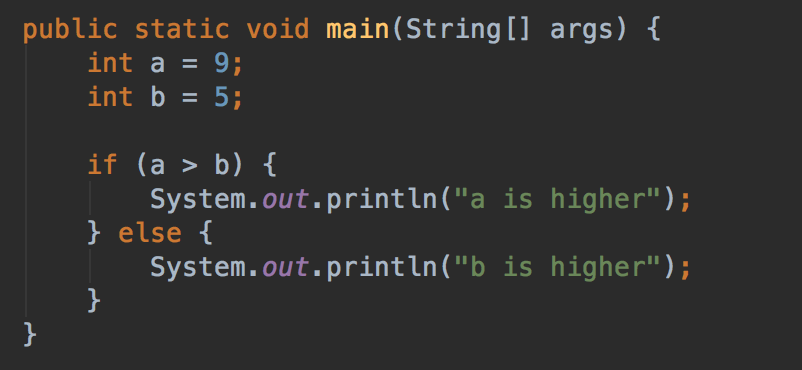 public static void main(String[] args) {
    int a = 9;
    int b = 5;

    if (a > b) {
        System.out.println("a is higher");
    } else {
        System.out.println("b is higher");
    }
}